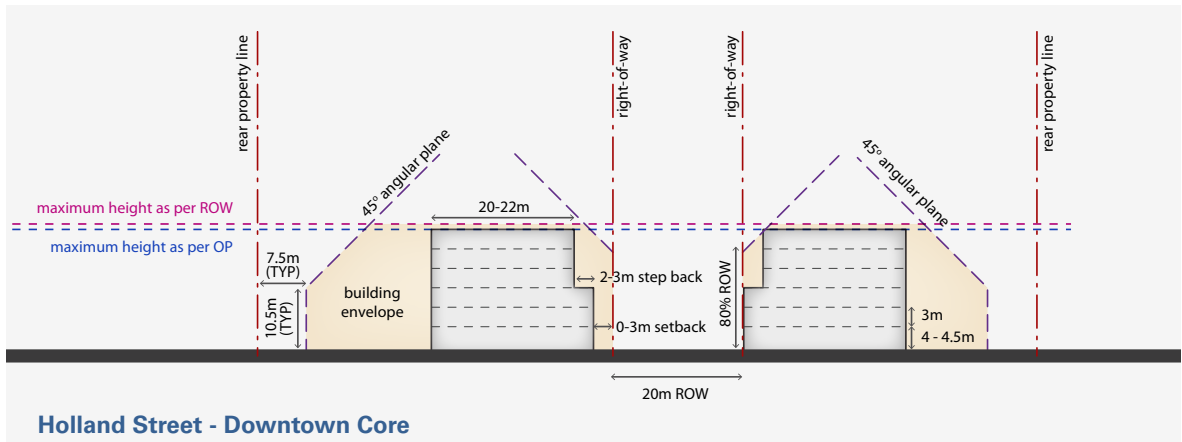 rear property line
right-of-way
right-of-way
rear property line
45º angular plane
45º angular plane
maximum height as per ROW
20-22m
maximum height as per OP
7.5m
(TYP)
2-3m step back
building
envelope
10.5m
(TYP)
80% ROW
3m
0-3m setback
4 - 4.5m
20m ROW
Holland Street - Downtown Core